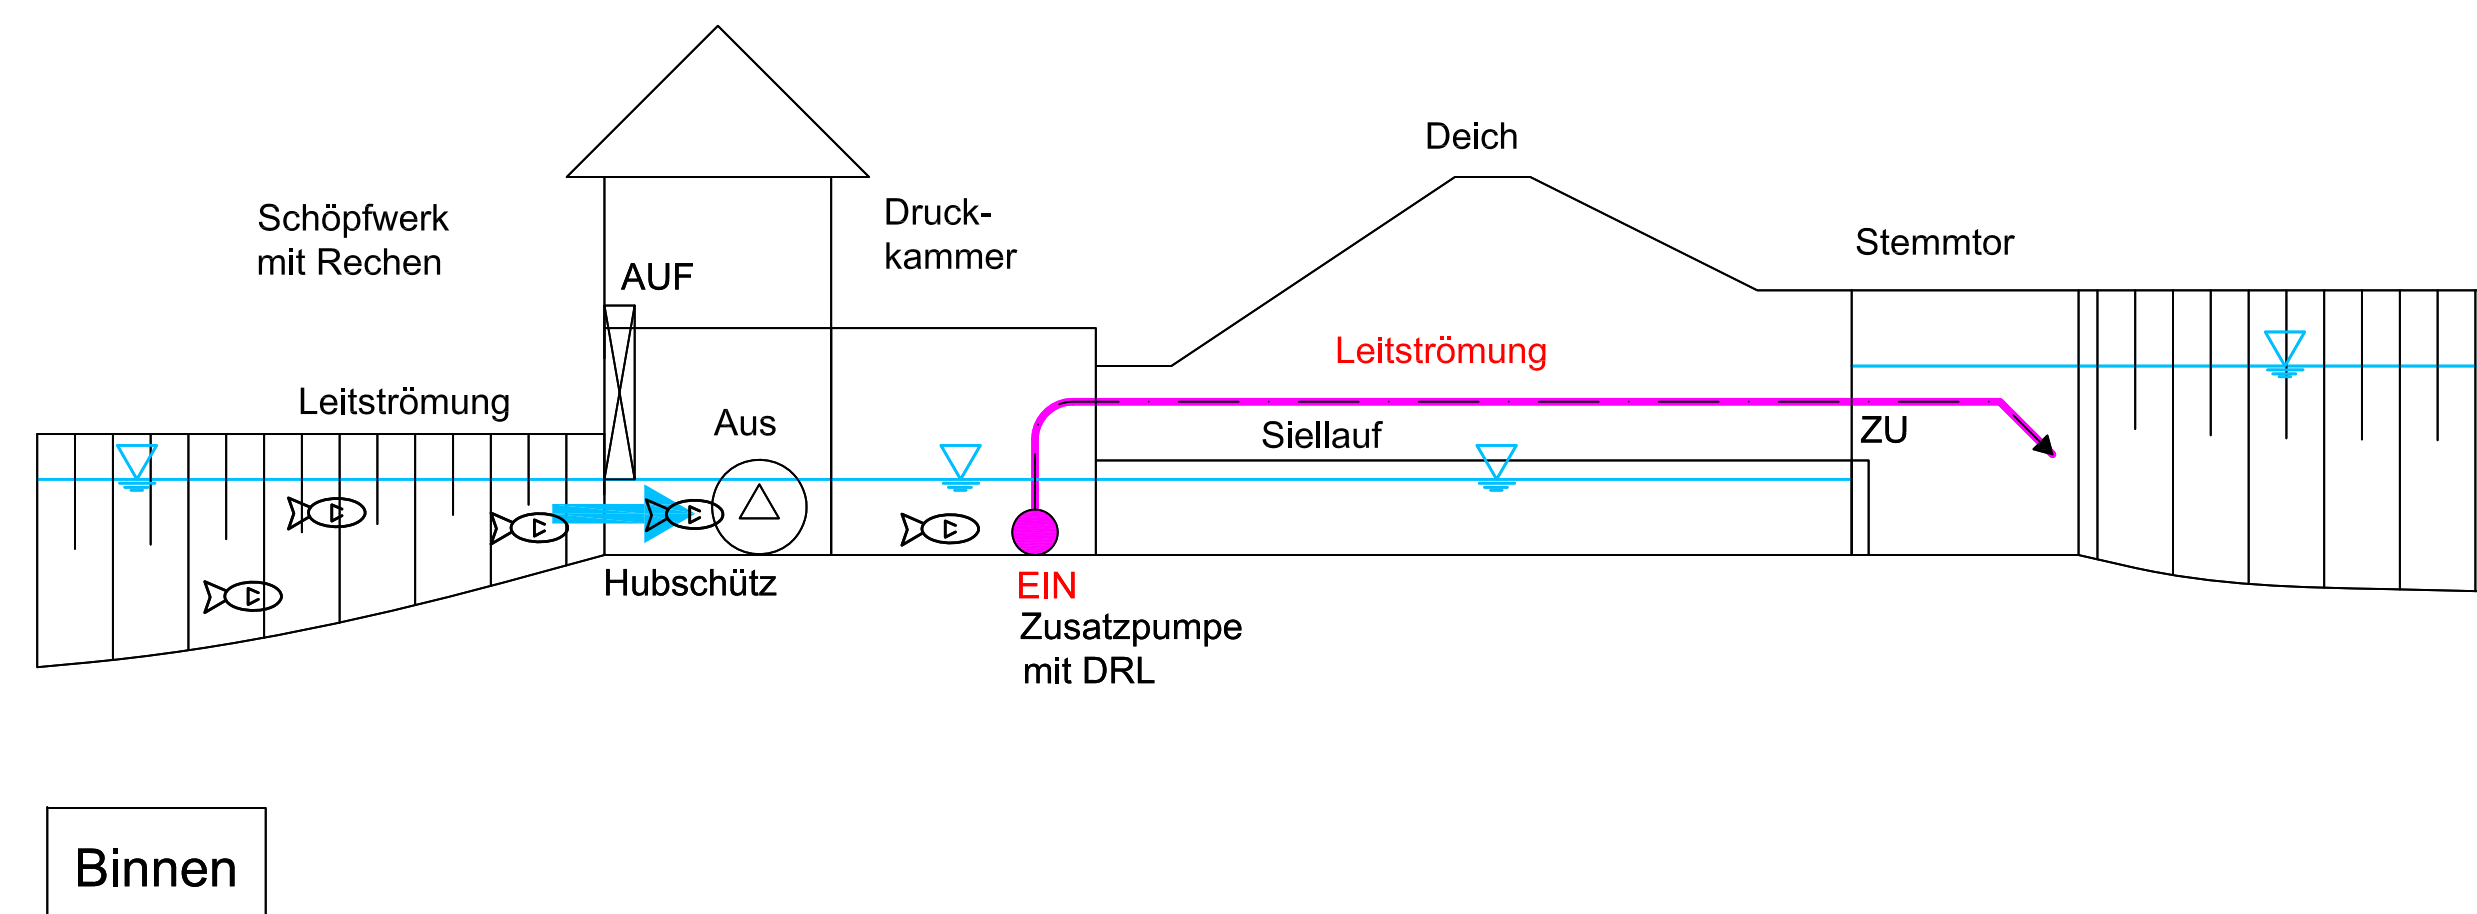 Deich
Schöpfwerk
mit Rechen
Druck-
kammer
Stemmtor
AUF
Leitströmung
Leitströmung
Aus
Siellauf
ZU
Hubschütz
EIN
Zusatzpumpe
mit DRL
Binnen